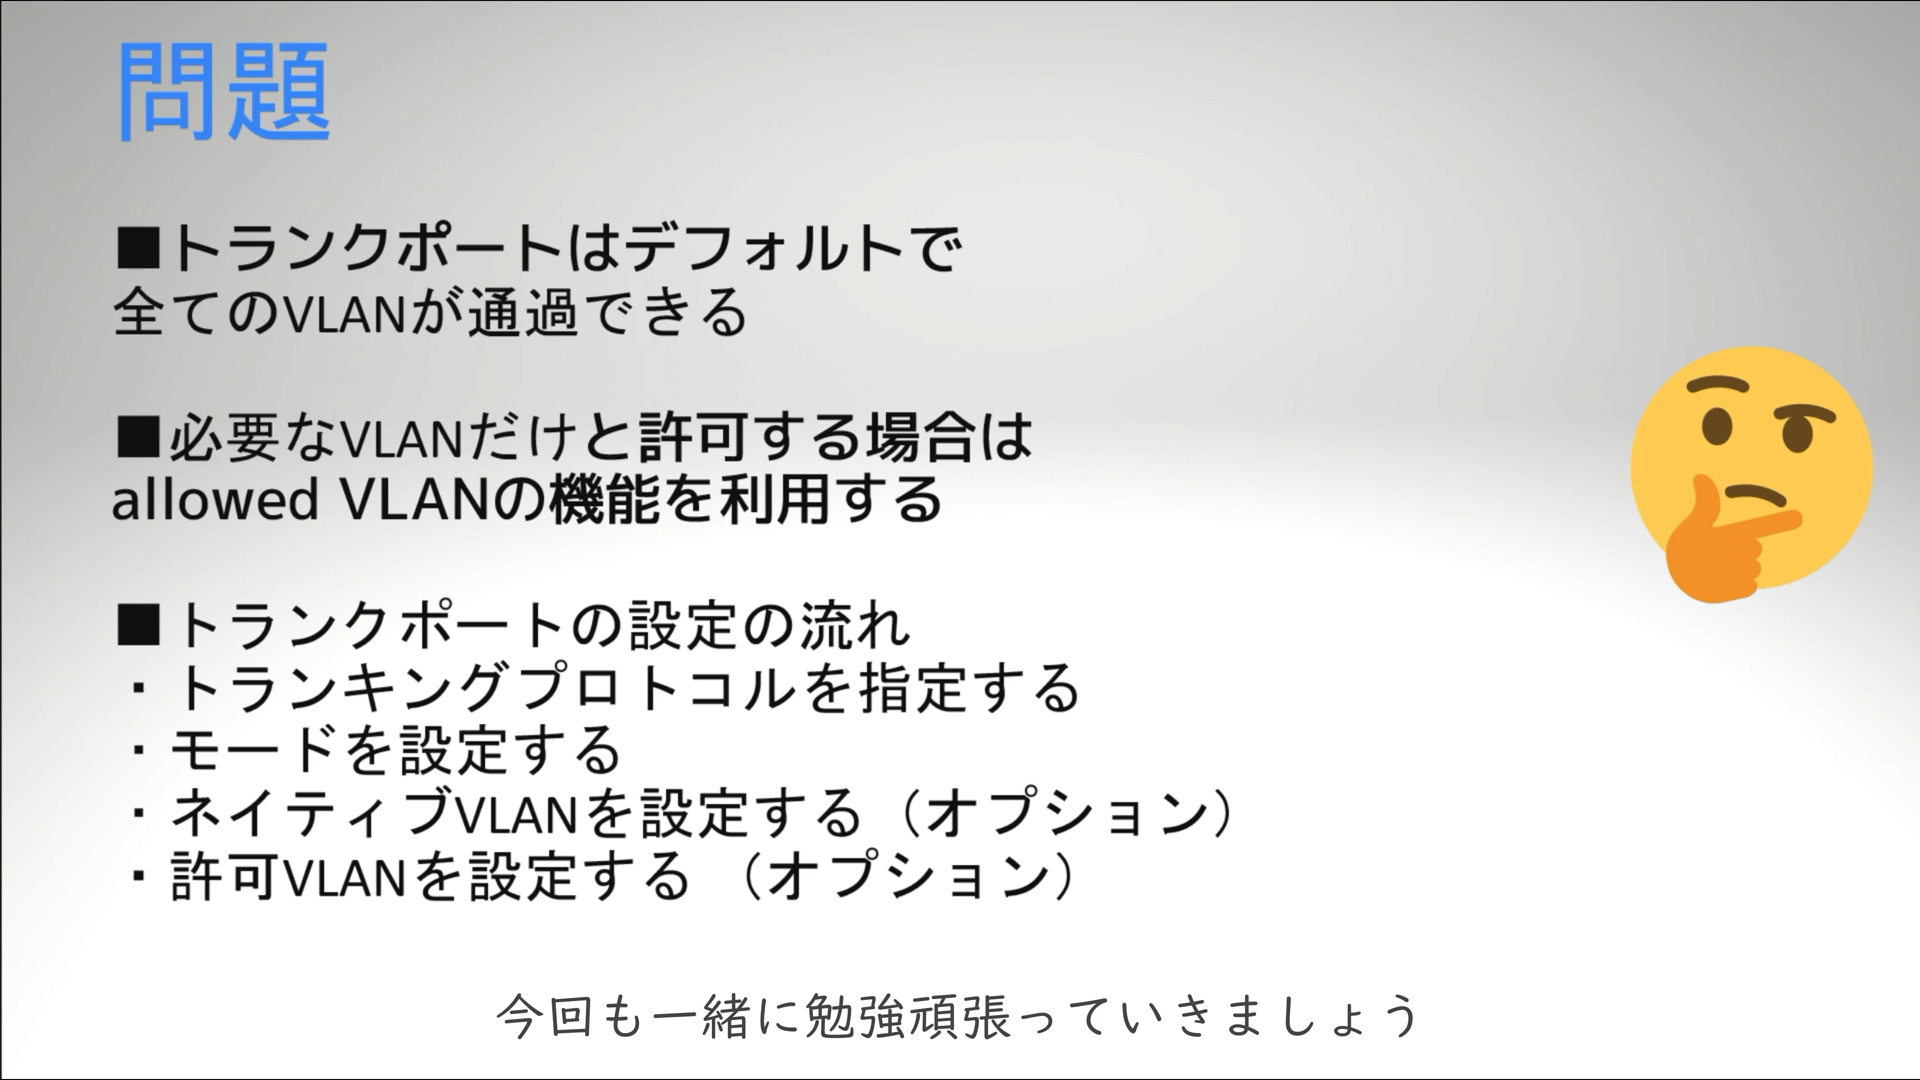 問題
■トランクポートはデフォルトで
全てのVLANが通過できる
■必要なVLANだけと許可する場合は
allowed VLANの機能を利用する
■トランクポートの設定の流れ
・トランキングプロトコルを指定する
・モードを設定する
・ネイティブVLANを設定する（オプション）
・許可VLANを設定する （オプション）
今回も一緒に勉強頑張っていきましょう